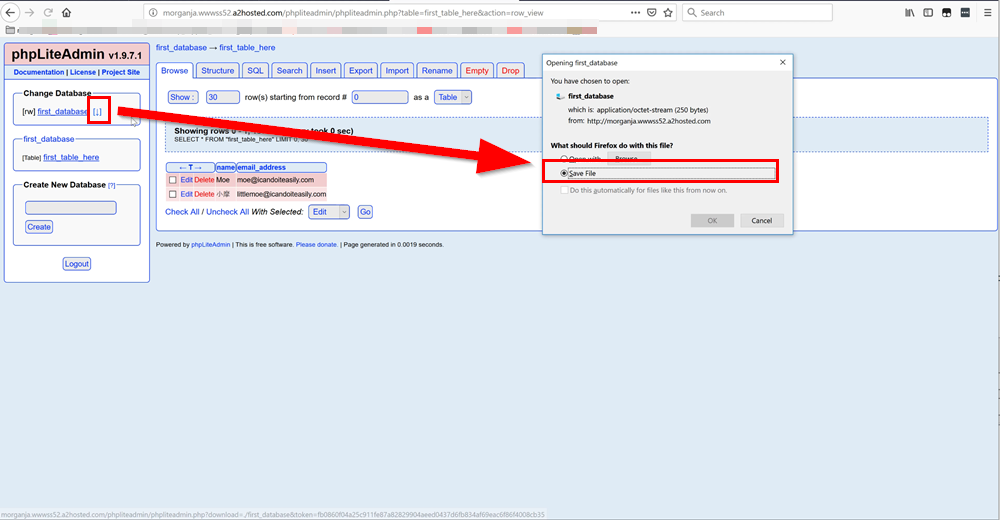 morganja.wwwss52.a2hosted.com/phpliteadmin/phpliteadmin.php?table=first_table_here&action=row_view
Search
phpLiteAdmin v1.9.7.1
Documentation | License | Project Site
Change Database
[rw] first_database [↓]
first_database
[Table] first_table_here
Create New Database [?]
Create
Logout
first_database → first_table_here
Browse Structure SQL Search Insert Export Import Rename Empty Drop
Show : 30 row(s) starting from record # 0 as a Table
Showing rows 0 - 1, took 0 sec)
SELECT * FROM "first_table_here" LIMIT 0, 30
← T → name email_address
Edit Delete Moe moe@icandoiteasily.com
Edit Delete 小摩 littlemoe@icandoiteasily.com
Check All / Uncheck All With Selected: Edit Go
Powered by phpLiteAdmin | This is free software. Please donate. | Page generated in 0.0019 seconds.
Opening first_database
You have chosen to open:
first_database
which is: application/octet-stream (250 bytes)
from: http://morganja.wwwss52.a2hosted.com
What should Firefox do with this file?
Open with Browse
Save File
Do this automatically for files like this from now on.
OK Cancel
morganja.wwwss52.a2hosted.com/phpliteadmin/phpliteadmin.php?download=./first_database&token=fb0860f04a25c911fe87a82829904aeed0437d6fb834af69eac6f86f4008cb35